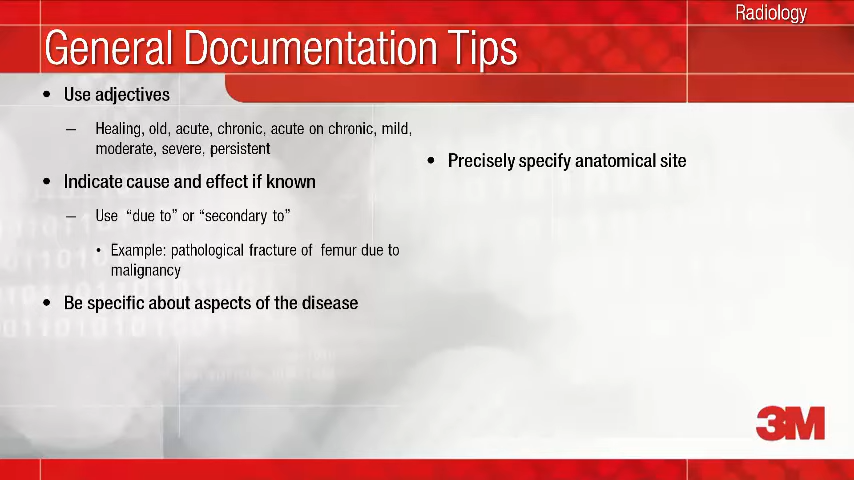 Radiology
General Documentation Tips
• Use adjectives
– Healing, old, acute, chronic, acute on chronic, mild,
moderate, severe, persistent
• Indicate cause and effect if known
– Use “due to” or “secondary to”
• Example: pathological fracture of femur due to
malignancy
• Be specific about aspects of the disease
• Precisely specify anatomical site
3M